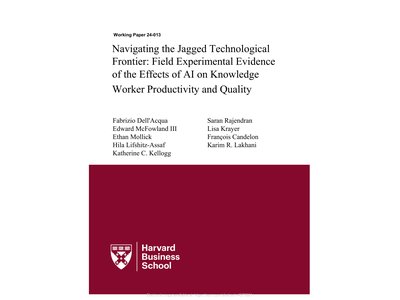 Working Paper 24-013
Navigating the Jagged Technological
Frontier: Field Experimental Evidence
of the Effects of AI on Knowledge
Worker Productivity and Quality
Fabrizio Dell'Acqua
Edward McFowland III
Ethan Mollick
Hila Lifshitz-Assaf
Katherine C. Kellogg
Saran Rajendran
Lisa Krayer
François Candelon
Karim R. Lakhani
Harvard
Business
School